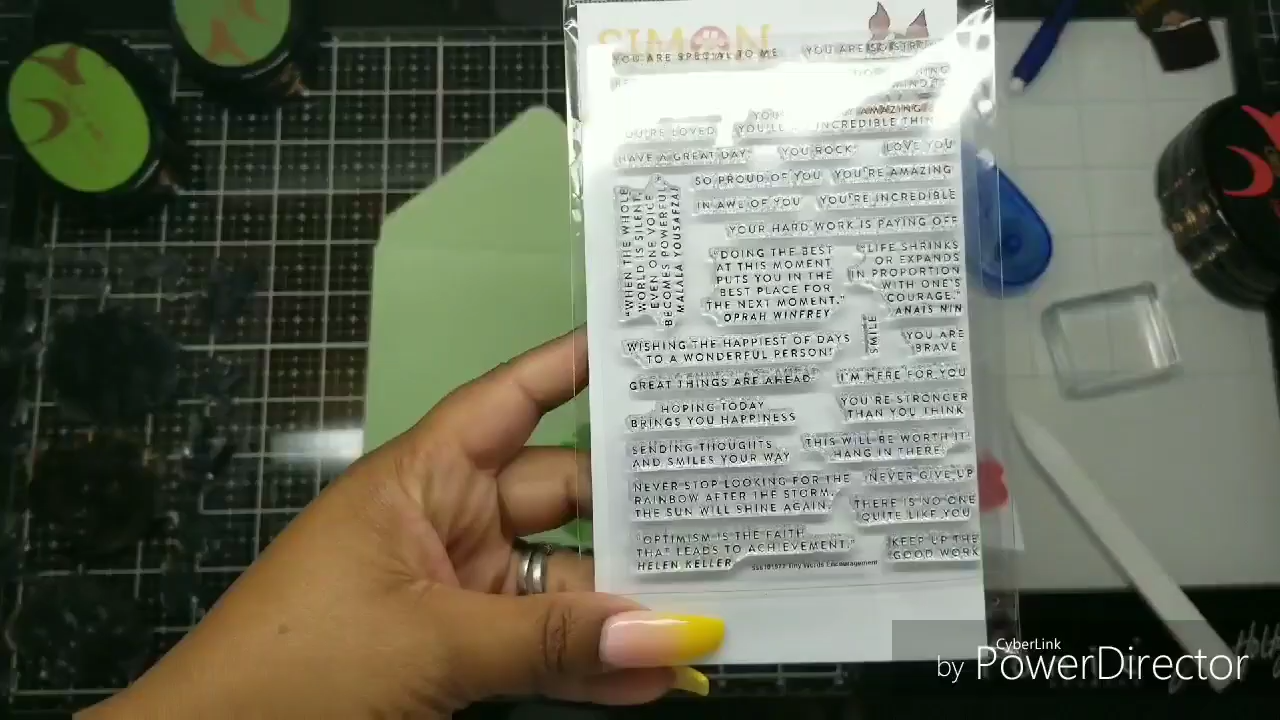 SIMON
YOU ARE SPECIAL TO ME
YOU ARE
AMAZING
YOU'RE LOVED
YOU'LL INCREDIBLE
HAVE A GREAT DAY
YOU ROCK!
LOVE YOU
SO PROUD OF YOU
YOU'RE AMAZING
IN AWE OF YOU
YOU'RE INCREDIBLE
YOUR HARD WORK IS PAYING OFF
"WHEN THE WHOLE
WORLD IS SILENT,
EVEN ONE VOICE
BECOMES POWERFUL."
MALALA YOUSAFZAI
"DOING THE BEST
AT THIS MOMENT
PUTS YOU IN THE
BEST PLACE FOR
THE NEXT MOMENT."
OPRAH WINFREY
"LIFE SHRINKS
OR EXPANDS
IN PROPORTION
WITH ONE'S
COURAGE."
ANAIS NIN
SMILE
YOU ARE
BRAVE
WISHING THE HAPPIEST OF DAYS
TO A WONDERFUL PERSON!
GREAT THINGS ARE AHEAD
I'M HERE FOR YOU
HOPING TODAY
BRINGS YOU HAPPINESS
YOU'RE STRONGER
THAN YOU THINK
SENDING THOUGHTS
AND SMILES YOUR WAY
THIS WILL BE WORTH IT!
HANG IN THERE!
NEVER STOP LOOKING FOR THE
RAINBOW AFTER THE STORM.
THE SUN WILL SHINE AGAIN.
NEVER GIVE UP
THERE IS NO ONE
QUITE LIKE YOU
"OPTIMISM IS THE FAITH
THAT LEADS TO ACHIEVEMENT."
HELEN KELLER
Tiny Words Encouragement
KEEP UP THE
GOOD WORK
CyberLink
by PowerDirector